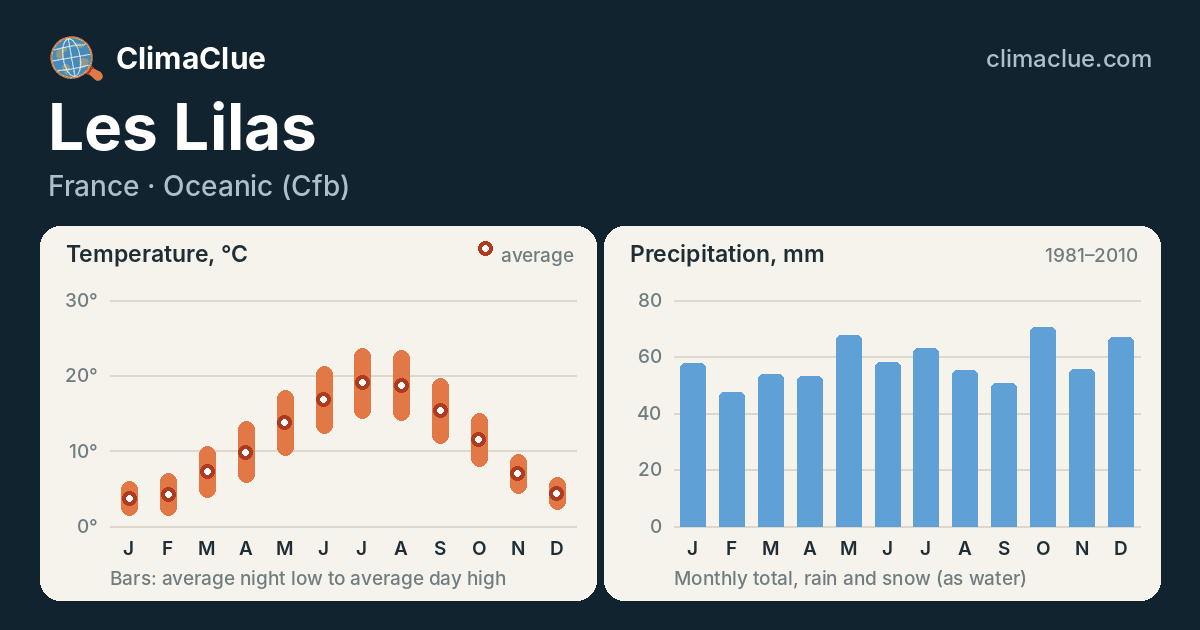 ClimaClue
climaclue.com
Les Lilas
France · Oceanic (Cfb)
Temperature, °C
average
30°
20°
10°
0°
J F M A M J J A S O N D
Bars: average night low to average day high
Precipitation, mm
1981–2010
80
60
40
20
0
J F M A M J J A S O N D
Monthly total, rain and snow (as water)